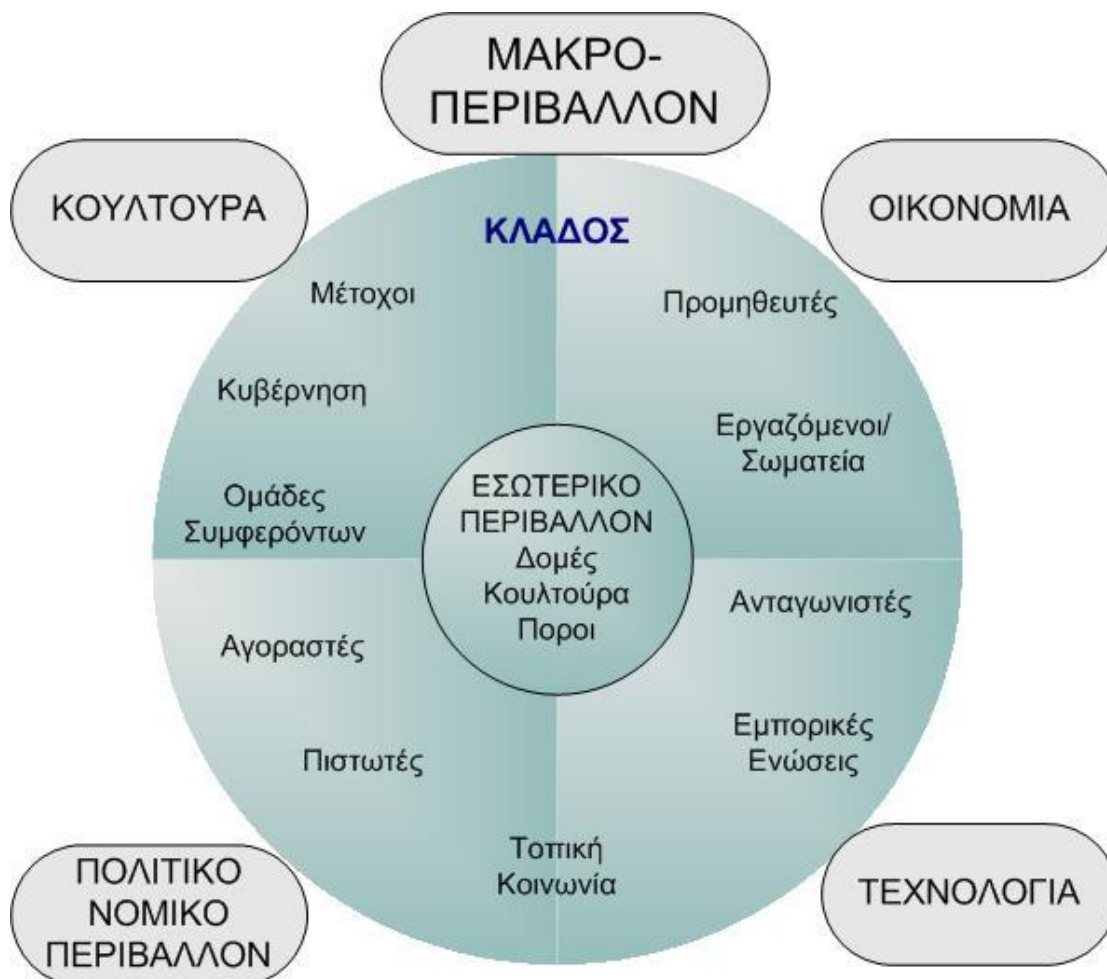 ΜΑΚΡΟ-
ΠΕΡΙΒΑΛΛΟΝ
ΚΟΥΛΤΟΥΡΑ
ΟΙΚΟΝΟΜΙΑ
ΚΛΑΔΟΣ
Μέτοχοι
Προμηθευτές
Κυβέρνηση
Εργαζόμενοι/
Σωματεία
Ομάδες
Συμφερόντων
ΕΣΩΤΕΡΙΚΟ
ΠΕΡΙΒΑΛΛΟΝ
Δομές
Κουλτούρα
Ποροι
Αγοραστές
Ανταγωνιστές
Πιστωτές
Εμπορικές
Ενώσεις
Τοπική
Κοινωνία
ΠΟΛΙΤΙΚΟ
ΝΟΜΙΚΟ
ΠΕΡΙΒΑΛΛΟΝ
ΤΕΧΝΟΛΟΓΙΑ